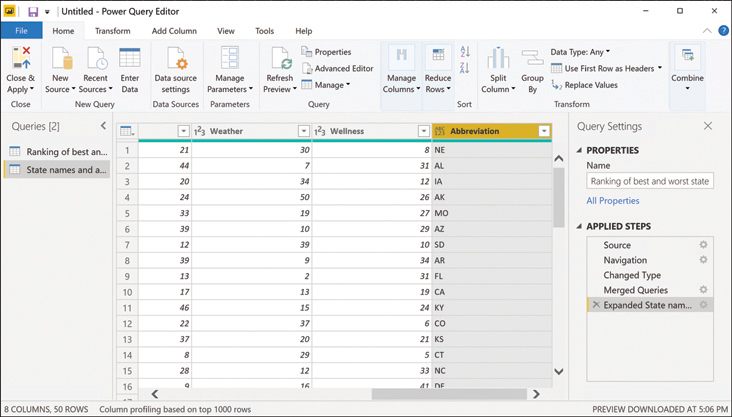 Untitled - Power Query Editor
File Home Transform Add Column View Tools Help
Close & Apply
New Source
Recent Sources
Enter Data
Data source settings
Manage Parameters
Refresh Preview
Properties
Advanced Editor
Manage
Manage Columns
Reduce Rows
Split Column
Group By
Data Type: Any
Use First Row as Headers
Replace Values
Combine
Close New Query Data Sources Parameters Query Sort Transform
Queries [2]
Ranking of best an...
State names and a...
1²3 Weather 1²3 Wellness ABC 123 Abbreviation
1 21 30 8 NE
2 44 7 31 AL
3 20 34 12 IA
4 24 50 26 AK
5 33 19 27 MO
6 39 10 29 AZ
7 12 39 10 SD
8 39 9 34 AR
9 13 2 31 FL
10 17 13 19 CA
11 46 15 24 KY
12 22 37 6 CO
13 37 20 21 KS
14 8 29 5 CT
15 28 12 33 NC
16 9 16 41 DE
17
Query Settings
PROPERTIES
Name
Ranking of best and worst state
All Properties
APPLIED STEPS
Source
Navigation
Changed Type
Merged Queries
Expanded State nam...
8 COLUMNS, 50 ROWS Column profiling based on top 1000 rows PREVIEW DOWNLOADED AT 5:06 PM